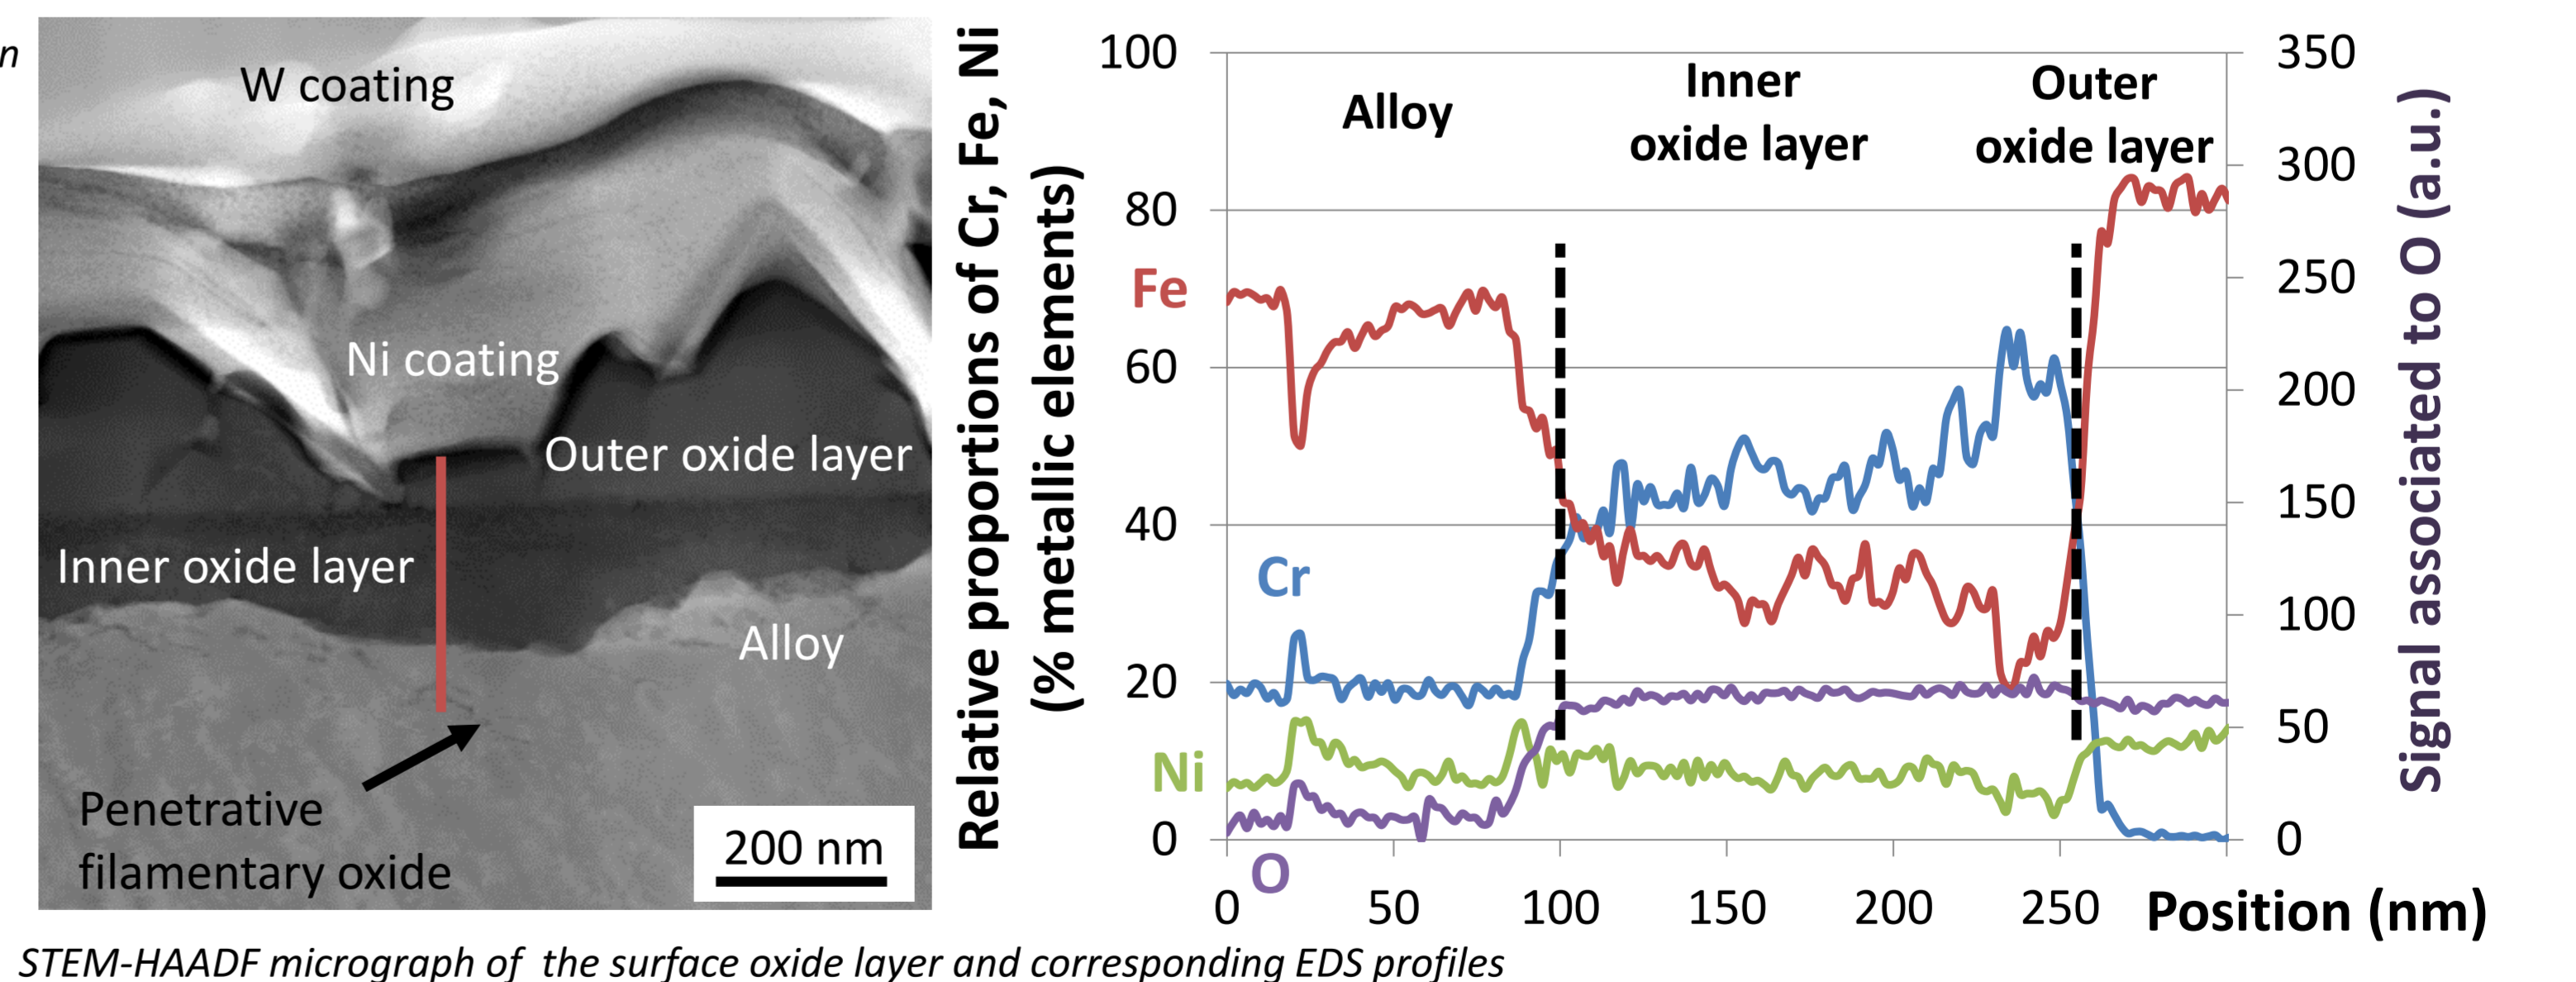 n
W coating
Ni coating
Outer oxide layer
Inner oxide layer
Alloy
Penetrative
filamentary oxide
200 nm
Relative proportions of Cr, Fe, Ni
(% metallic elements)
100
80
60
40
20
0
Alloy
Inner
oxide layer
Outer
oxide layer
Fe
Cr
Ni
O
350
300
250
200
150
100
50
0
Signal associated to O (a.u.)
0
50
100
150
200
250
Position (nm)
STEM-HAADF micrograph of the surface oxide layer and corresponding EDS profiles